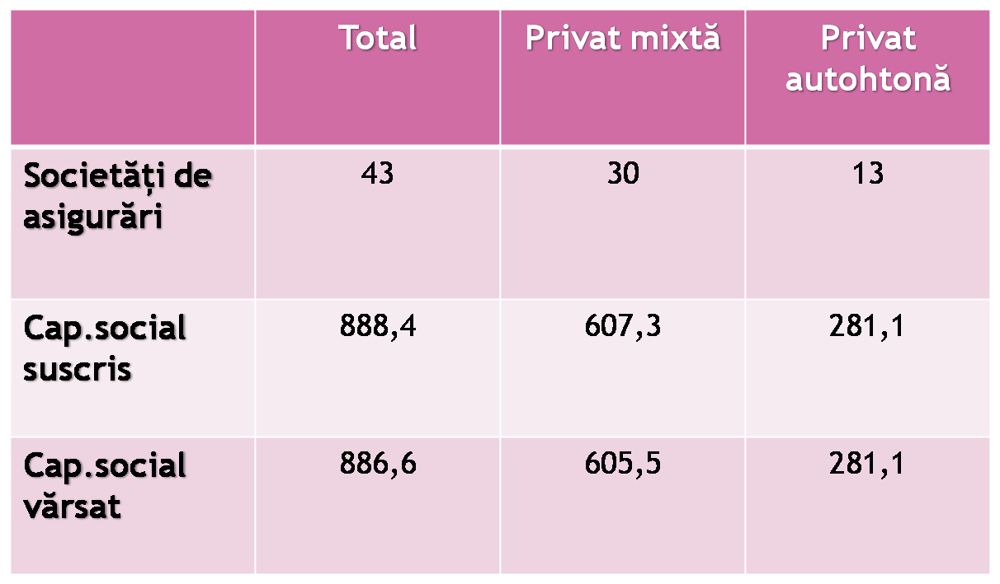 Total Privat mixtă Privat
autohtonă
Societăți de 43 30 13
asigurări
Cap.social 888,4 607,3 281,1
suscris
Cap.social 886,6 605,5 281,1
vărsat